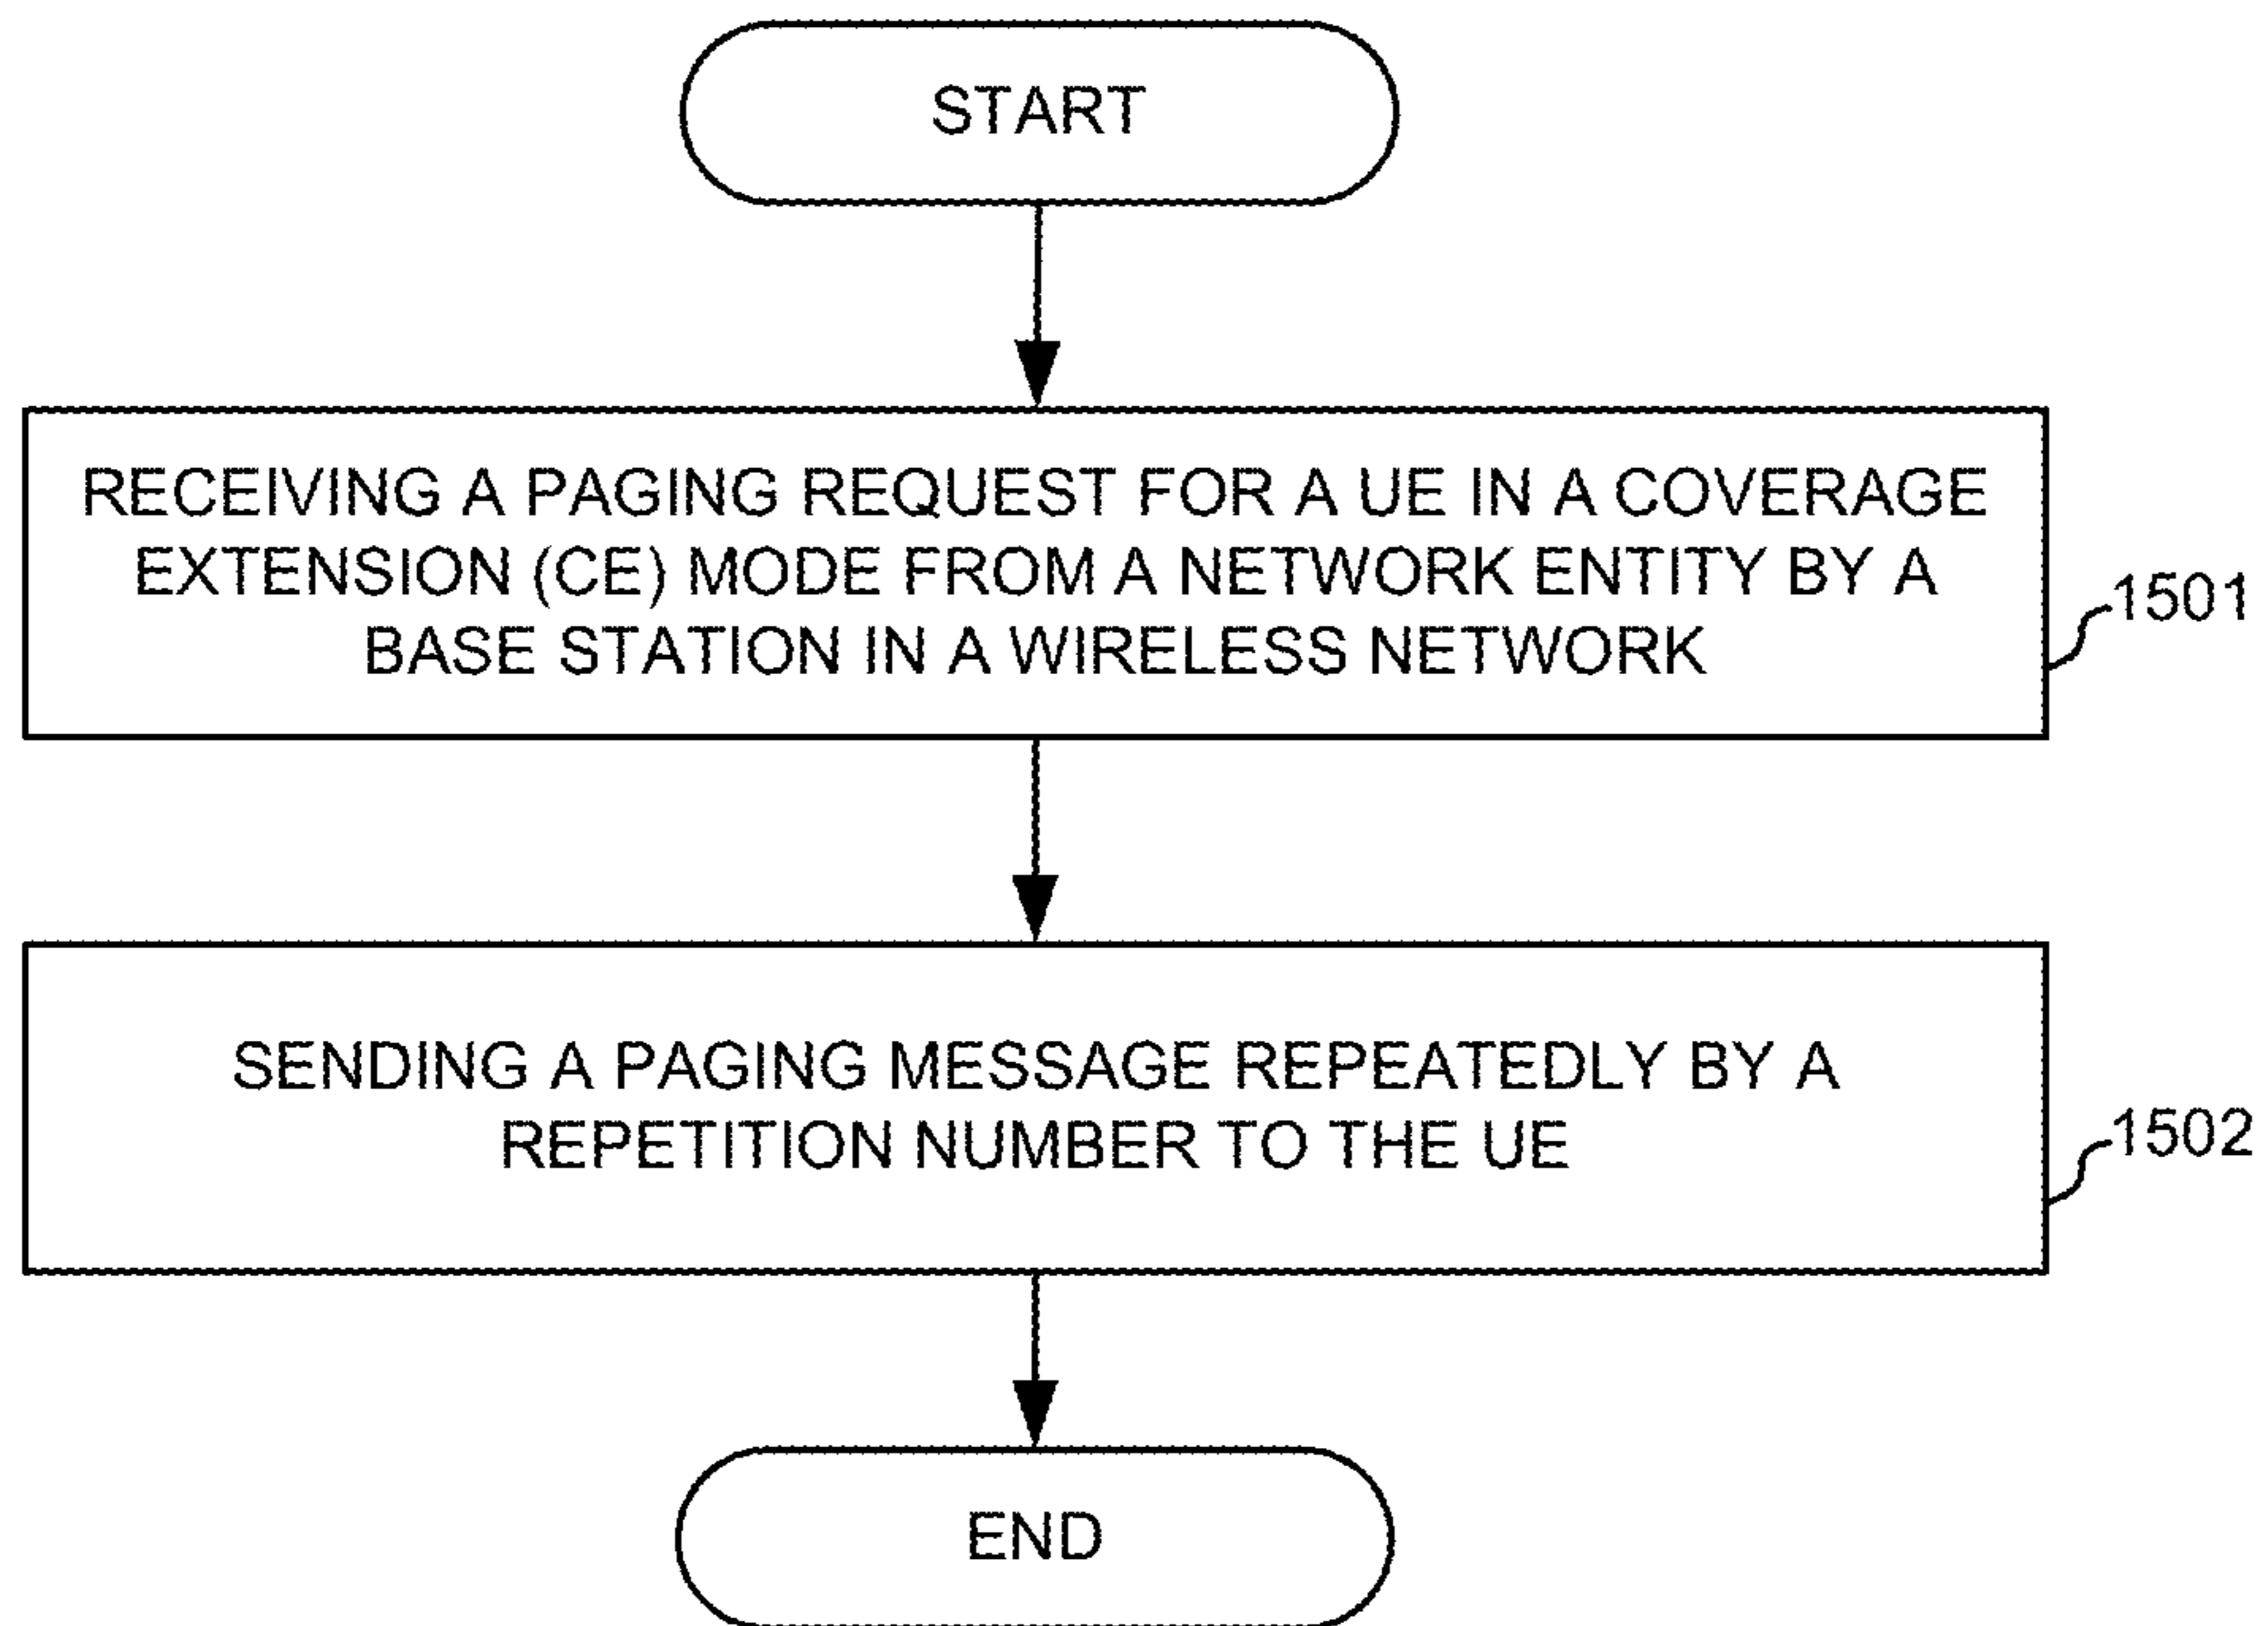 START
RECEIVING A PAGING REQUEST FOR A UE IN A COVERAGE
EXTENSION (CE) MODE FROM A NETWORK ENTITY BY A
BASE STATION IN A WIRELESS NETWORK
1501
SENDING A PAGING MESSAGE REPEATEDLY BY A
REPETITION NUMBER TO THE UE
1502
END